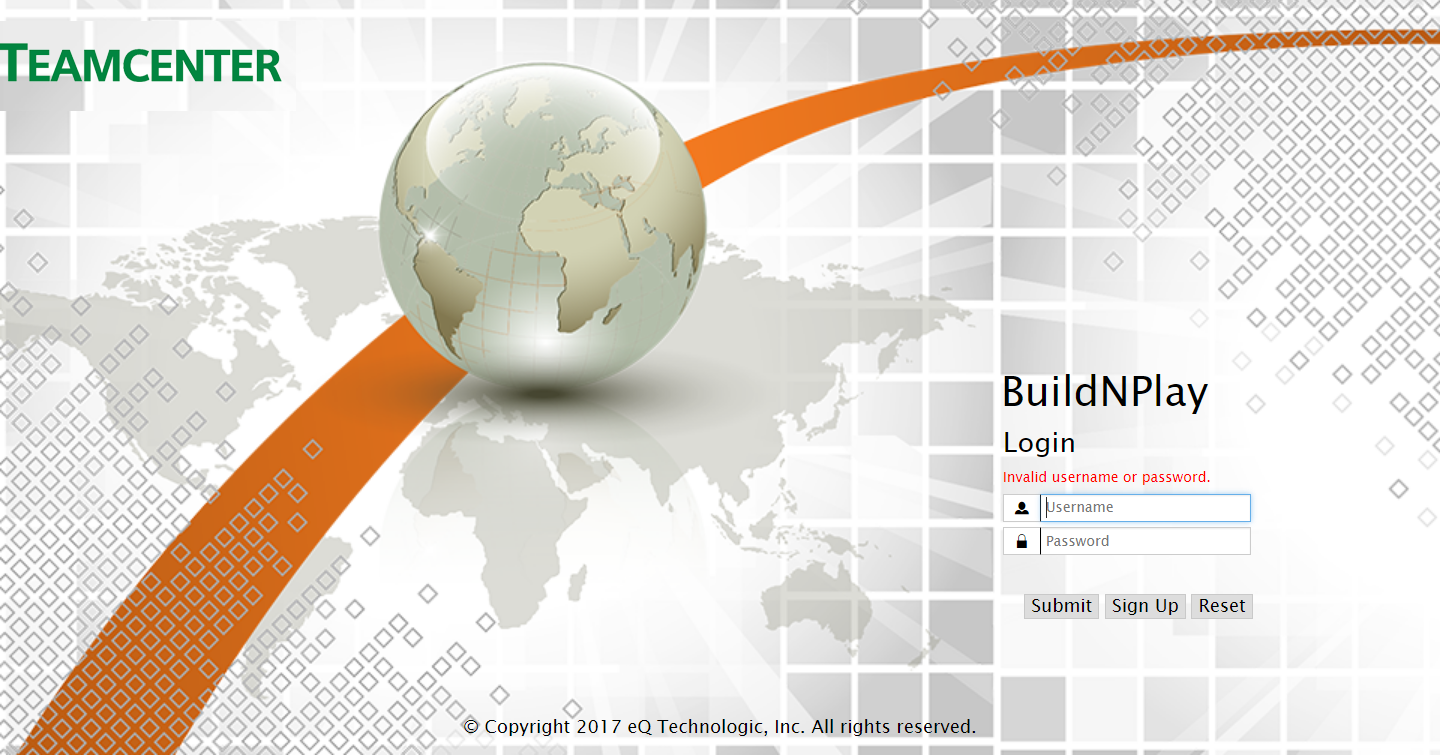 TEAMCENTER
BuildNPlay
Login
Invalid username or password.
Username
Password
Submit Sign Up Reset
© Copyright 2017 eQ Technologic, Inc. All rights reserved.